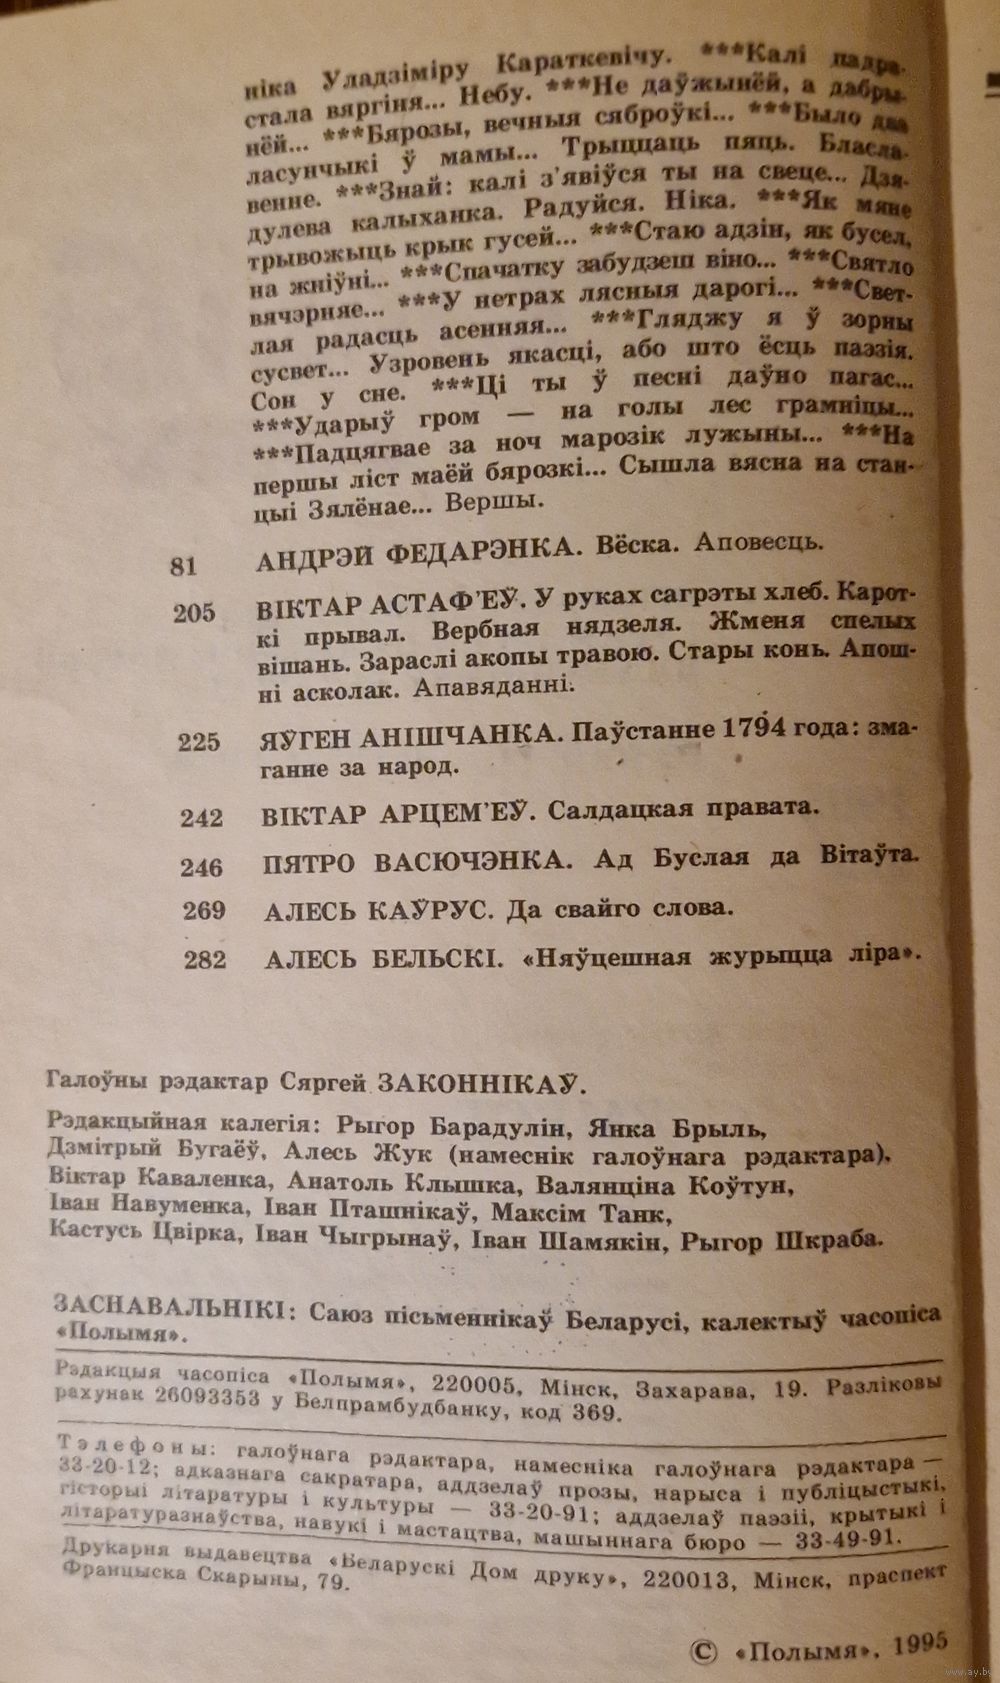 ніка Уладзіміру Караткевічу. ***Калі падра-
стала вяргіня... Небу. ***Не даўжынёй, а дабры-
нёй... ***Бярозы, вечныя сяброўкі... ***Было два
ласунчыкі ў мамы... Трыццаць пяць. Бласла-
венне. ***Знай: калі з’явіўся ты на свеце... Дзя-
дулева калыханка. Радуйся. Ніка. ***Як мяне
трывожыць крык гусей... ***Стаю адзін, як бусел,
на жніўні... ***Спачатку забудзеш віно... ***Святло
вячэрняе... ***У нетрах лясныя дарогі... ***Свет-
лая радасць асенняя... ***Гляджу я ў зорны
сусвет... Узровень якасці, або што ёсць паэзія.
Сон у сне. ***Ці ты ў песні даўно пагас...
***Ударыў гром — на голы лес грамніцы...
***Падцягвае за ноч марозік лужыны... ***На
першы ліст маёй бярозкі... Сышла вясна на стан-
цыі Зялёнае... Вершы.
81 АНДРЭЙ ФЕДАРЭНКА. Вёска. Аповесць.
205 ВІКТАР АСТАФ’ЕЎ. У руках сагрэты хлеб. Карот-
кі прывал. Вербная нядзеля. Жменя спелых
вішань. Зараслі акопы травою. Стары конь. Апош-
ні асколак. Апавяданні.
225 ЯЎГЕН АНІШЧАНКА. Паўстанне 1794 года: зма-
ганне за народ.
242 ВІКТАР АРЦЕМ’ЕЎ. Салдацкая правата.
246 ПЯТРО ВАСЮЧЭНКА. Ад Буслая да Вітаўта.
269 АЛЕСЬ КАЎРУС. Да свайго слова.
282 АЛЕСЬ БЕЛЬСКІ. «Няўцешная журыцца ліра».
Галоўны рэдактар Сяргей ЗАКОННІКАЎ.
Рэдакцыйная калегія: Рыгор Барадулін, Янка Брыль,
Дзмітрый Бугаёў, Алесь Жук (намеснік галоўнага рэдактара),
Віктар Каваленка, Анатоль Клышка, Валянціна Коўтун,
Іван Навуменка, Іван Пташнікаў, Максім Танк,
Кастусь Цвірка, Іван Чыгрынаў, Іван Шамякін, Рыгор Шкраба.
ЗАСНАВАЛЬНІКІ: Саюз пісьменнікаў Беларусі, калектыў часопіса
«Полымя».
Рэдакцыя часопіса «Полымя», 220005, Мінск, Захарава, 19. Разліковы
рахунак 26093353 у Белпрамбудбанку, код 369.
Тэлефоны: галоўнага рэдактара, намесніка галоўнага рэдактара —
33-20-12; адказнага сакратара, аддзелаў прозы, нарыса і публіцыстыкі,
гісторыі літаратуры і культуры — 33-20-91; аддзелаў паэзіі, крытыкі і
літаратуразнаўства, навукі і мастацтва, машыннага бюро — 33-49-91.
Друкарня выдавецтва «Беларускі Дом друку», 220013, Мінск, праспект
Францыска Скарыны, 79.
© «Полымя», 1995
www.ay.by